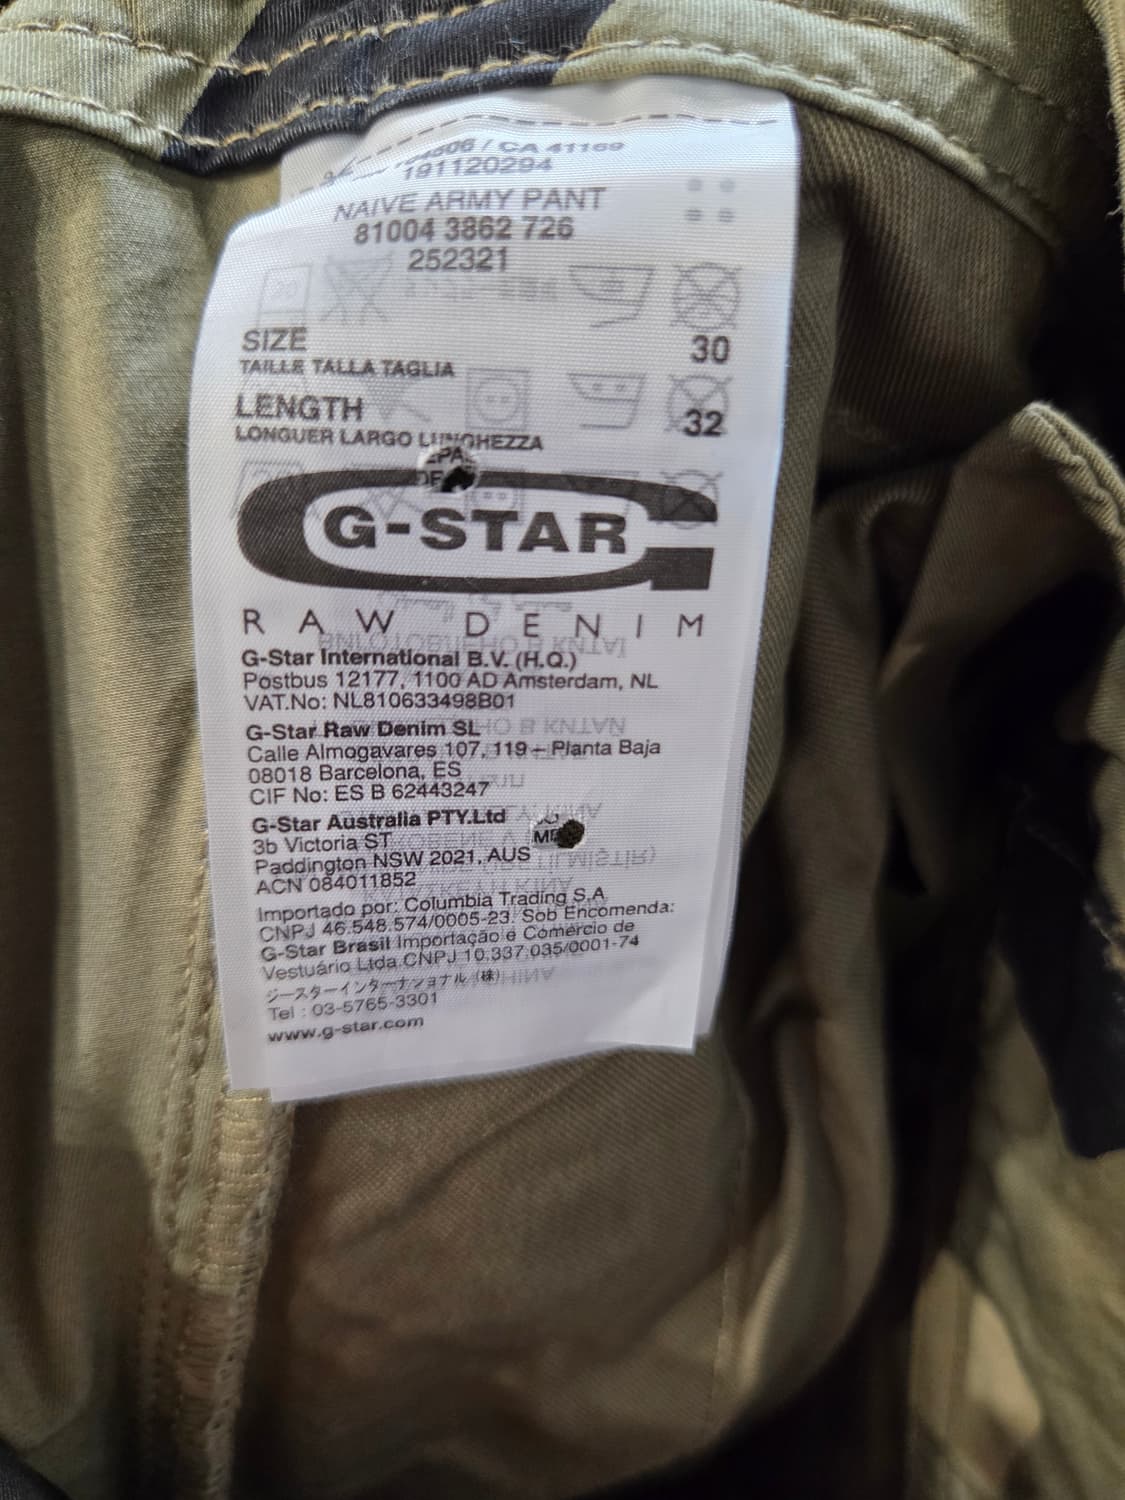 / CA 41169
191120294
NAIVE ARMY PANT
81004 3862 726
252321
SIZE 30
TAILLE TALLA TAGLIA
LENGTH 32
LONGUER LARGO LUNGHEZZA
G-STAR
RAW DENIM
G-Star International B.V. (H.Q.)
Postbus 12177, 1100 AD Amsterdam, NL
VAT.No: NL810633498B01
G-Star Raw Denim SL
Calle Almogavares 107, 119 – Planta Baja
08018 Barcelona, ES
CIF No: ES B 62443247
G-Star Australia PTY.Ltd
3b Victoria ST
Paddington NSW 2021, AUS
ACN 084011852
Importado por: Columbia Trading S.A
CNPJ 46.548.574/0005-23. Sob Encomenda:
G-Star Brasil Importação e Comércio de
Vestuário Ltda CNPJ 10.337.035/0001-74
ジースターインターナショナル(株)
Tel : 03-5765-3301
www.g-star.com